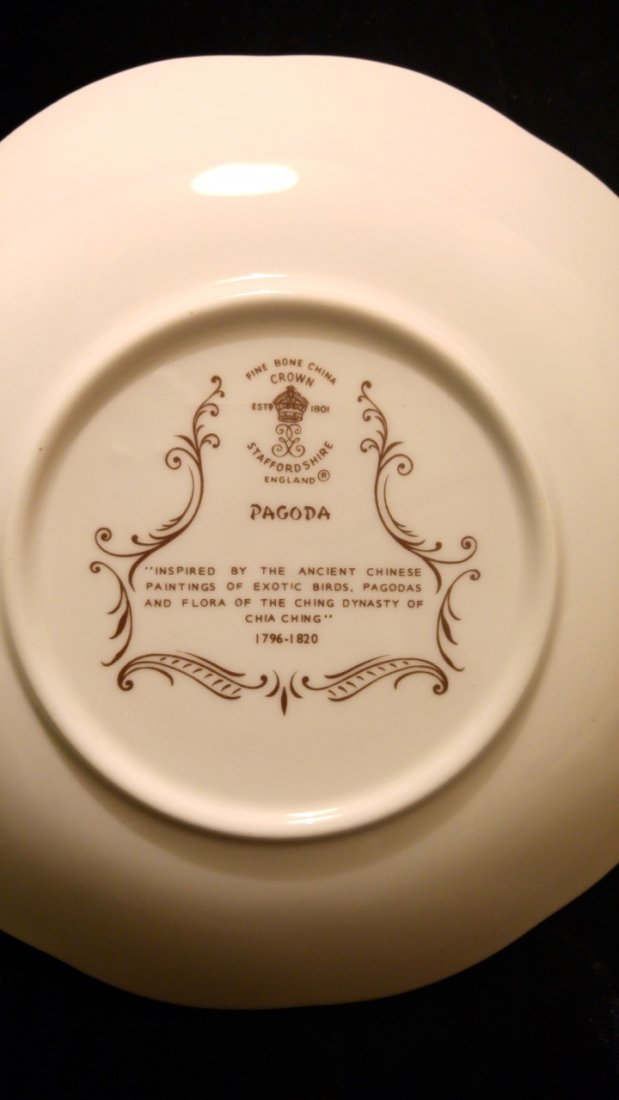 FINE BONE CHINA
CROWN
ESTD 1801
STAFFORDSHIRE
ENGLAND ®
PAGODA
"INSPIRED BY THE ANCIENT CHINESE
PAINTINGS OF EXOTIC BIRDS, PAGODAS
AND FLORA OF THE CHING DYNASTY OF
CHIA CHING"
1796-1820